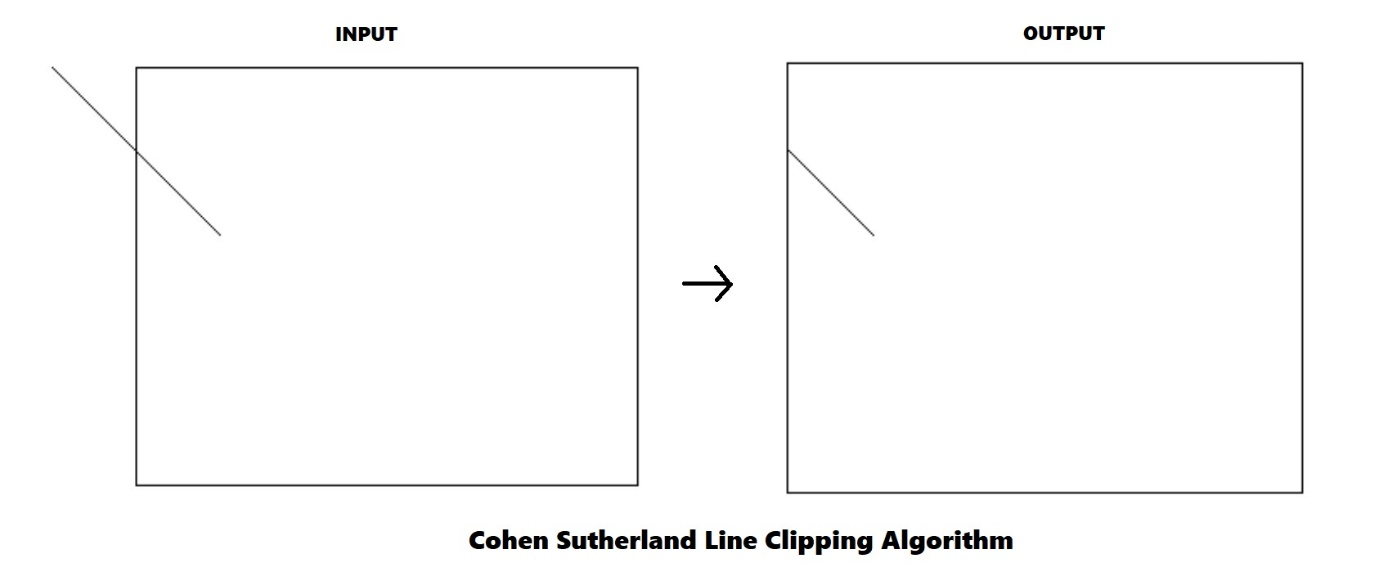 INPUT
OUTPUT
Cohen Sutherland Line Clipping Algorithm